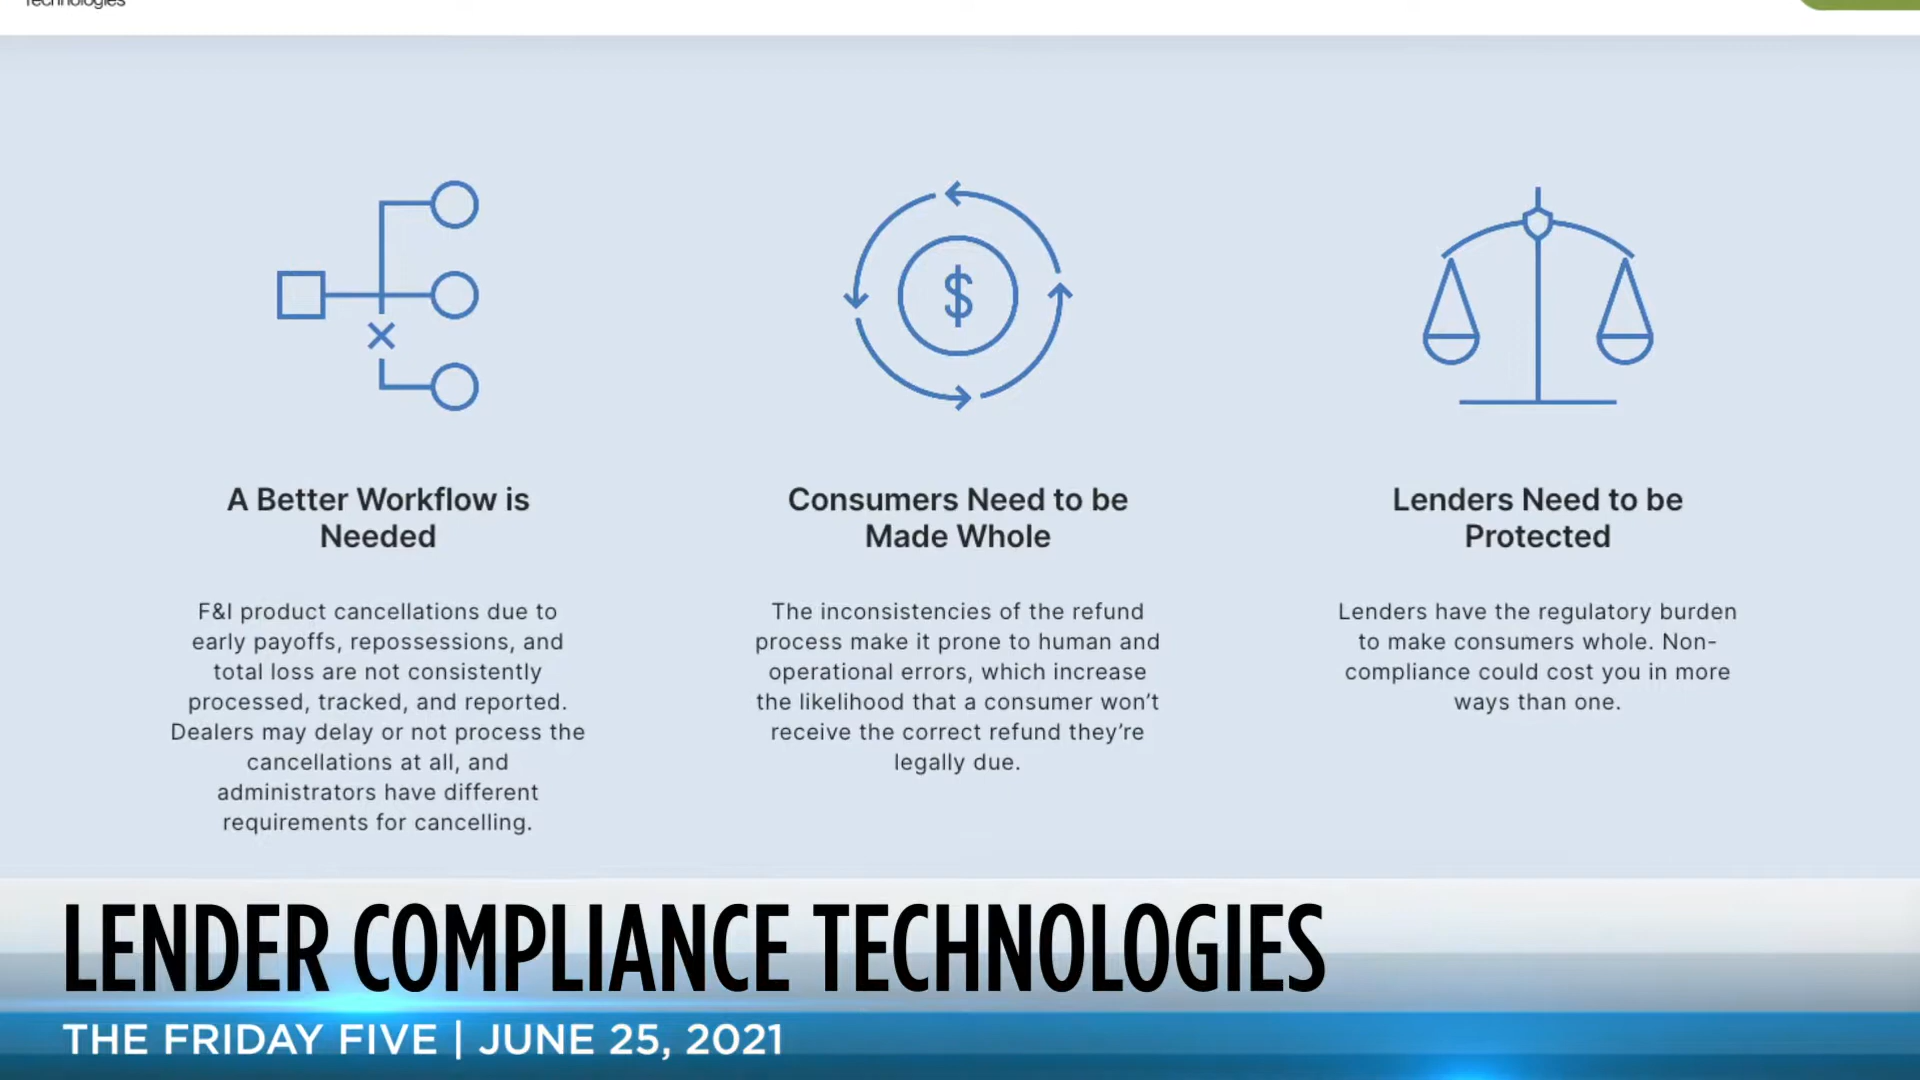 Technologies
$
A Better Workflow is
Needed
F&I product cancellations due to
early payoffs, repossessions, and
total loss are not consistently
processed, tracked, and reported.
Dealers may delay or not process the
cancellations at all, and
administrators have different
requirements for cancelling.
Consumers Need to be
Made Whole
The inconsistencies of the refund
process make it prone to human and
operational errors, which increase
the likelihood that a consumer won’t
receive the correct refund they’re
legally due.
Lenders Need to be
Protected
Lenders have the regulatory burden
to make consumers whole. Non-
compliance could cost you in more
ways than one.
LENDER COMPLIANCE TECHNOLOGIES
THE FRIDAY FIVE | JUNE 25, 2021